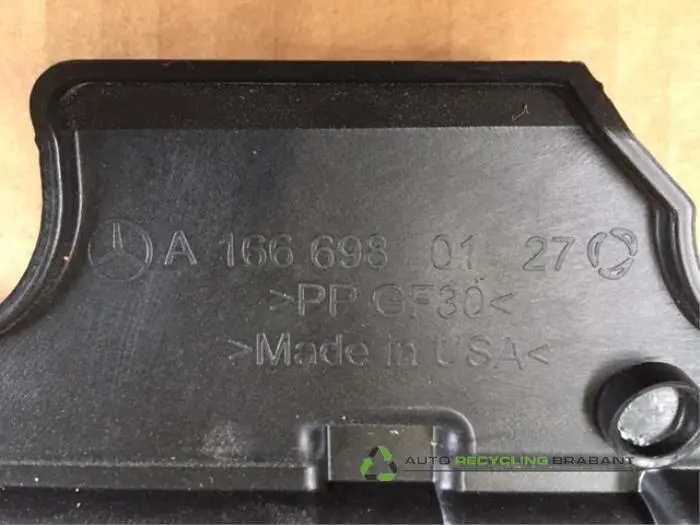 A 166 698 01 27
>PP GF30<
>Made in USA<
AUTO RECYCLING BRABANT